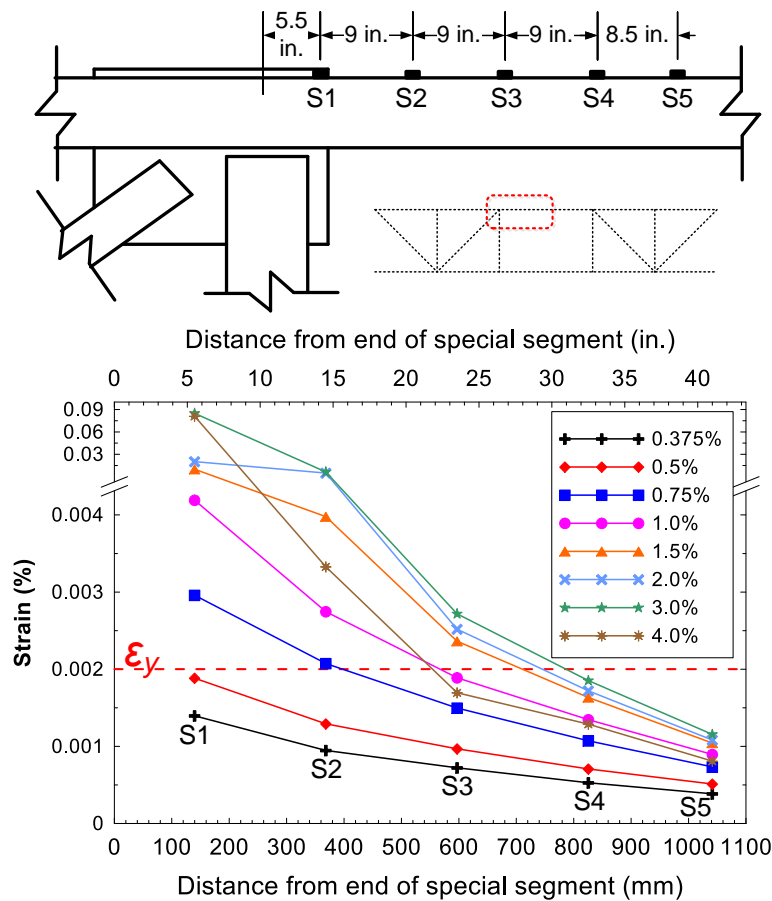 5.5
in.
9 in.
9 in.
9 in.
8.5 in.
S1
S2
S3
S4
S5
Distance from end of special segment (in.)
0 5 10 15 20 25 30 35 40
0.09
0.06
0.03
0.004
0.003
0.002
0.001
0
Strain (%)
εy
0.375%
0.5%
0.75%
1.0%
1.5%
2.0%
3.0%
4.0%
S1
S2
S3
S4
S5
0 100 200 300 400 500 600 700 800 900 1000 1100
Distance from end of special segment (mm)